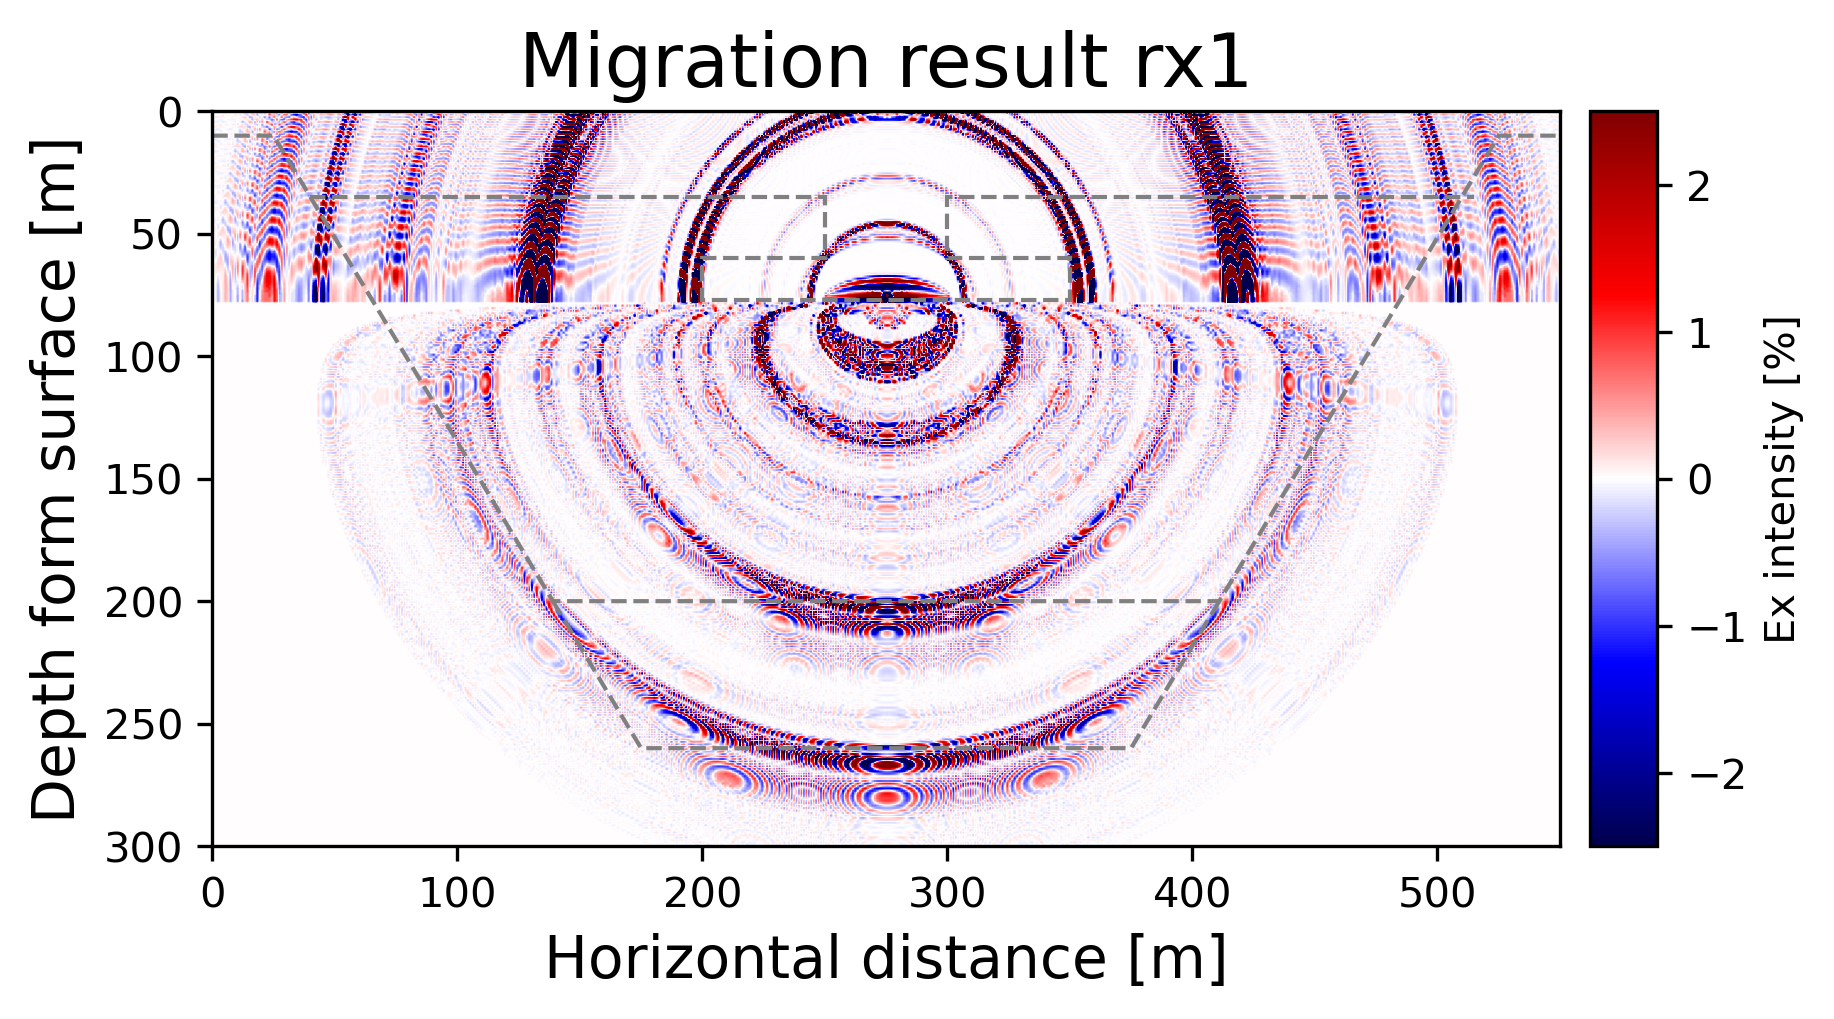 Migration result rx1
Depth form surface [m]
0
50
100
150
200
250
300
0 100 200 300 400 500
Horizontal distance [m]
2
1
0
−1
−2
Ex intensity [%]